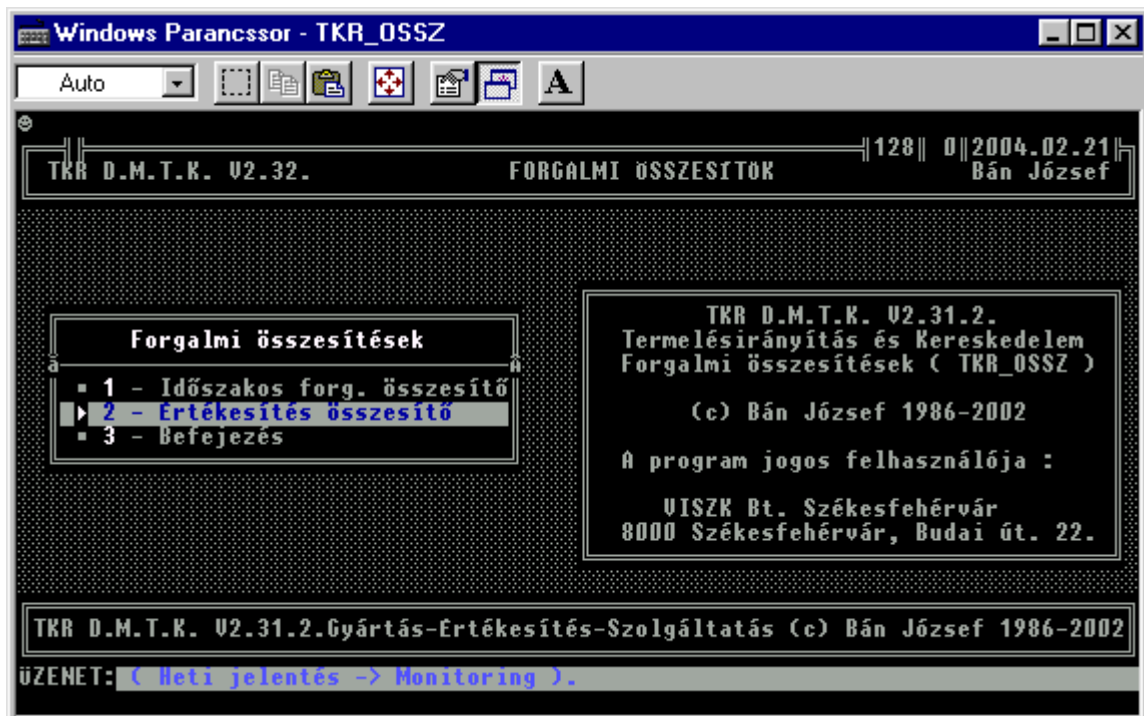 Windows Parancssor - TKR_OSSZ
Auto
A
128 0 2004.02.21
TKR D.M.T.K. V2.32. FORGALMI ÖSSZESÍTŐK Bán József
Forgalmi összesítések
1 - Időszakos forg. összesítő
2 - Értékesítés összesítő
3 - Befejezés
TKR D.M.T.K. V2.31.2.
Termelésirányítás és Kereskedelem
Forgalmi összesítések ( TKR_OSSZ )
(c) Bán József 1986-2002
A program jogos felhasználója :
VISZK Bt. Székesfehérvár
8000 Székesfehérvár, Budai út. 22.
TKR D.M.T.K. V2.31.2.Gyártás-Értékesítés-Szolgáltatás (c) Bán József 1986-2002
ÜZENET: ( Heti jelentés -> Monitoring ).